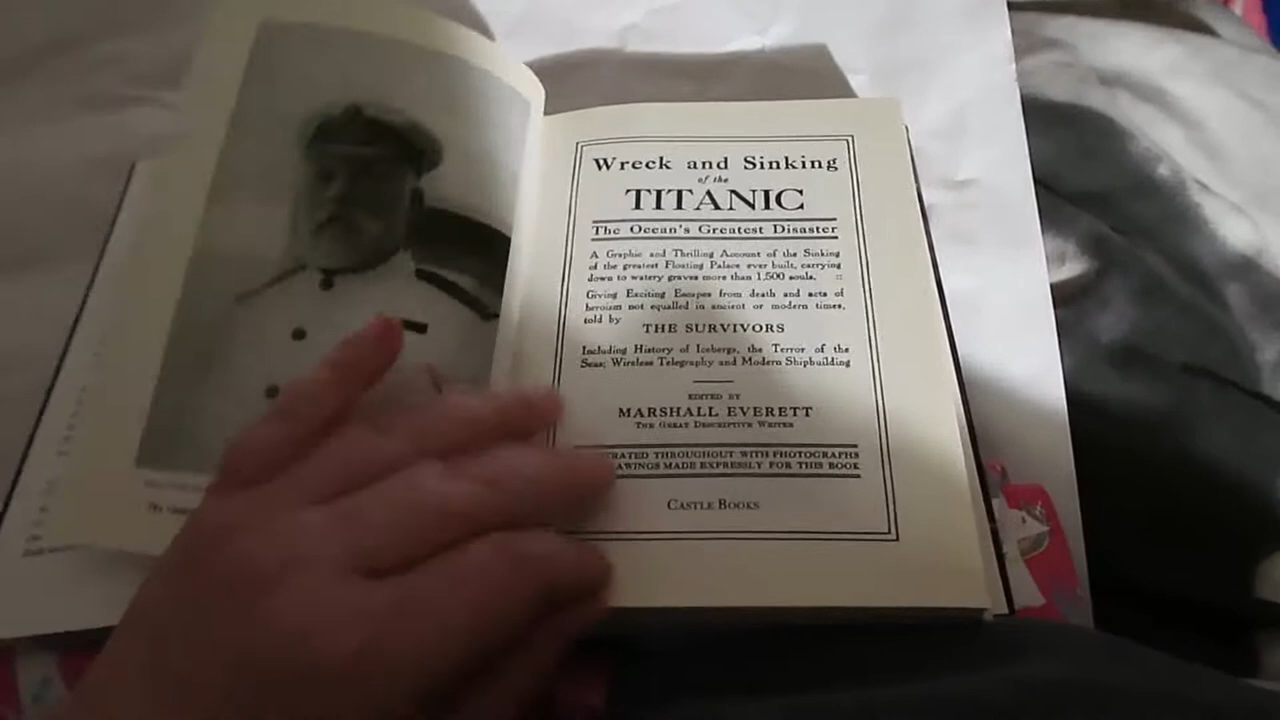 Wreck and Sinking
of the
TITANIC
The Ocean's Greatest Disaster
A Graphic and Thrilling Account of the Sinking
of the greatest Floating Palace ever built, carrying
down to watery graves more than 1,500 souls.
Giving Exciting Escapes from death and acts of
heroism not equalled in ancient or modern times,
told by
THE SURVIVORS
Including History of Icebergs, the Terror of the
Seas; Wireless Telegraphy and Modern Shipbuilding
EDITED BY
MARSHALL EVERETT
THE GREAT DESCRIPTIVE WRITER
TRATED THROUGHOUT WITH PHOTOGRAPHS
AWINGS MADE EXPRESSLY FOR THIS BOOK
CASTLE BOOKS